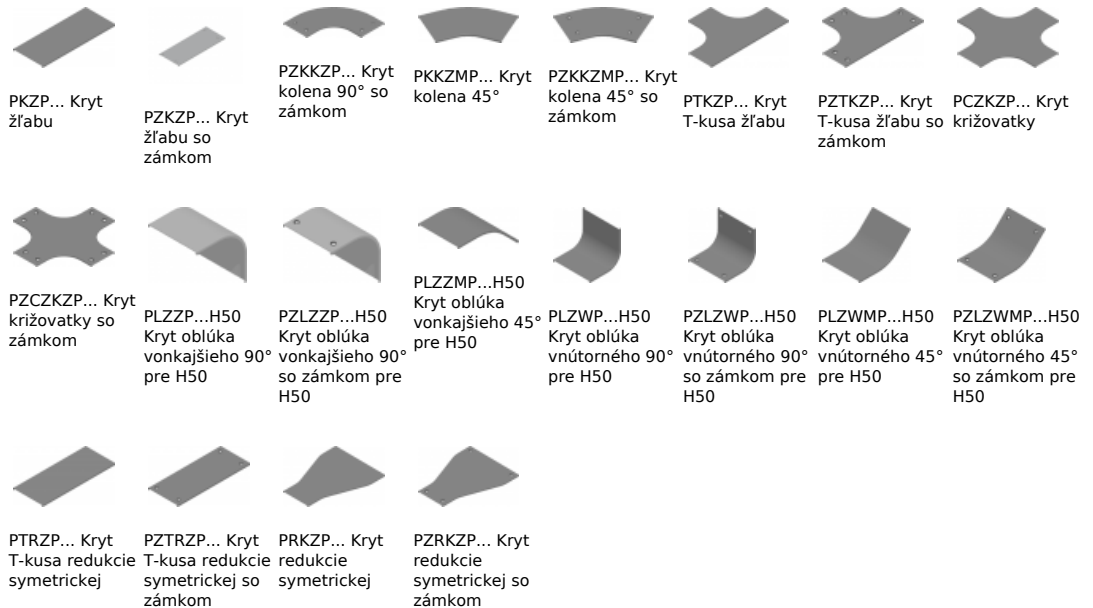 PKZP... Kryt
žľabu
PZKZP... Kryt
žľabu so
zámkom
PZKKZP... Kryt
kolena 90° so
zámkom
PKKZMP... Kryt
kolena 45°
PZKKZMP... Kryt
kolena 45° so
zámkom
PTKZP... Kryt
T-kusa žľabu
PZTKZP... Kryt
T-kusa žľabu so
zámkom
PCZKZP... Kryt
križovatky
PZCZKZP... Kryt
križovatky so
zámkom
PLZZP...H50
Kryt oblúka
vonkajšieho 90°
pre H50
PZLZZP...H50
Kryt oblúka
vonkajšieho 90°
so zámkom pre
H50
PLZZMP...H50
Kryt oblúka
vonkajšieho 45°
pre H50
PLZWP...H50
Kryt oblúka
vnútorného 90°
pre H50
PZLZWP...H50
Kryt oblúka
vnútorného 90°
so zámkom pre
H50
PLZWMP...H50
Kryt oblúka
vnútorného 45°
pre H50
PZLZWMP...H50
Kryt oblúka
vnútorného 45°
so zámkom pre
H50
PTRZP... Kryt
T-kusa redukcie
symetrickej
PZTRZP... Kryt
T-kusa redukcie
symetrickej so
zámkom
PRKZP... Kryt
redukcie
symetrickej
PZRKZP... Kryt
redukcie
symetrickej so
zámkom